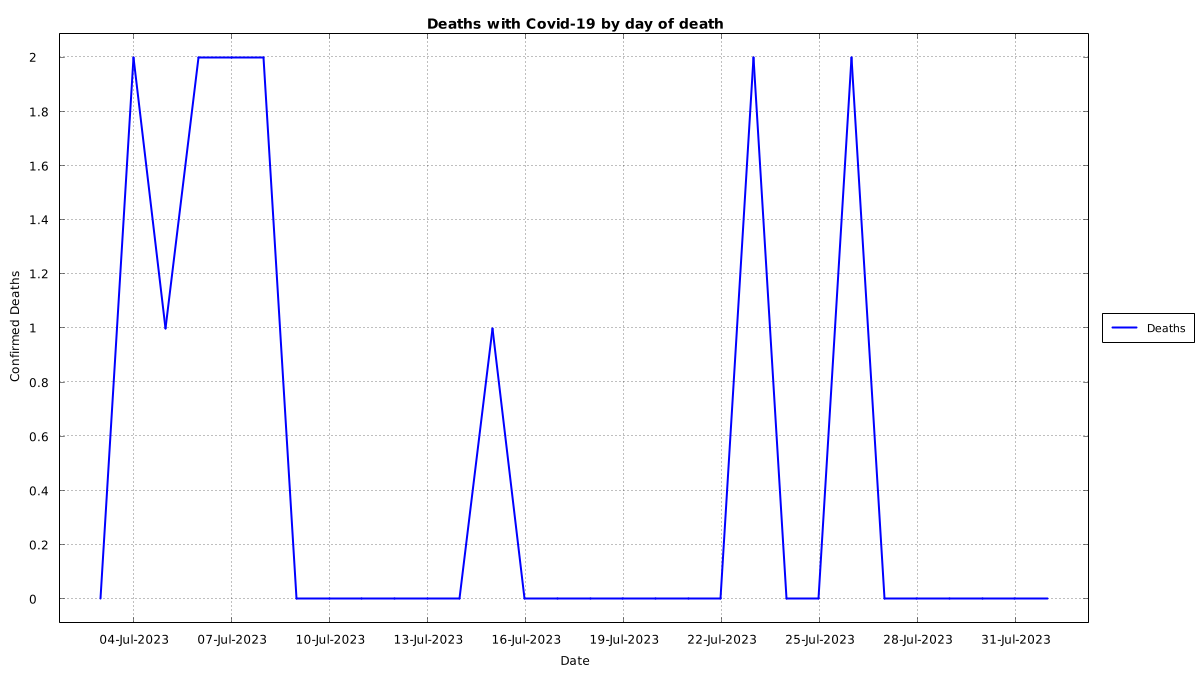 Deaths with Covid-19 by day of death
2
1.8
1.6
1.4
1.2
1
0.8
0.6
0.4
0.2
0
Confirmed Deaths
Deaths
04-Jul-2023 07-Jul-2023 10-Jul-2023 13-Jul-2023 16-Jul-2023 19-Jul-2023 22-Jul-2023 25-Jul-2023 28-Jul-2023 31-Jul-2023
Date